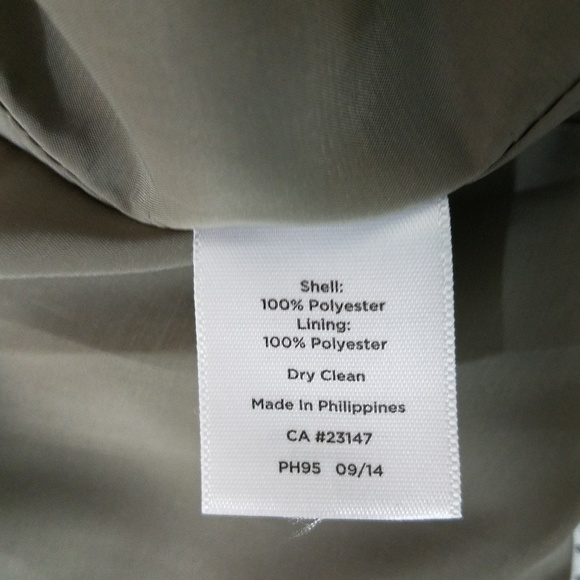 Shell:
100% Polyester
Lining:
100% Polyester
Dry Clean
Made In Philippines
CA #23147
PH95 09/14